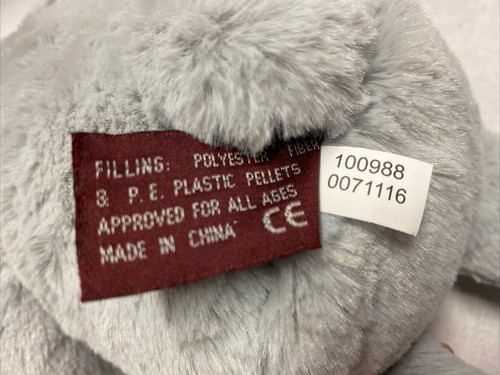 FILLING: POLYESTER FIBER
& P.E. PLASTIC PELLETS
APPROVED FOR ALL AGES
MADE IN CHINA CE
100988
0071116